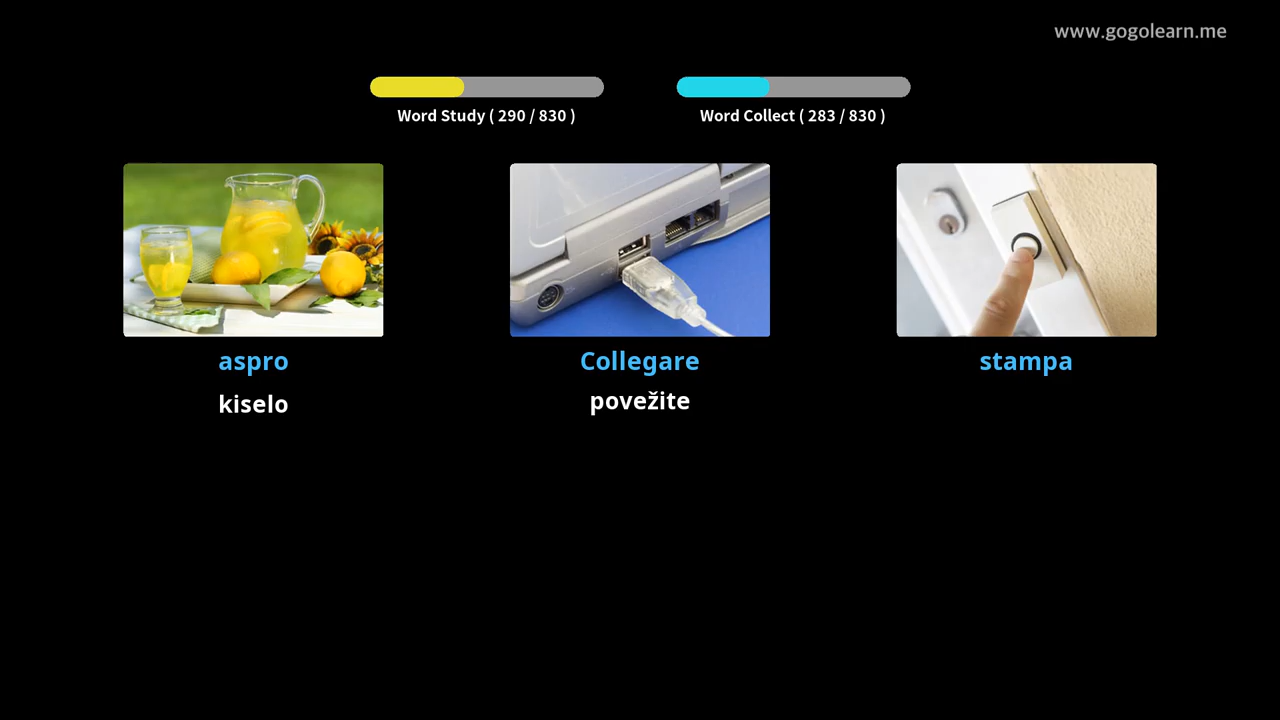 www.gogolearn.me
Word Study ( 290 / 830 )
Word Collect ( 283 / 830 )
aspro
Collegare
stampa
kiselo
povežite